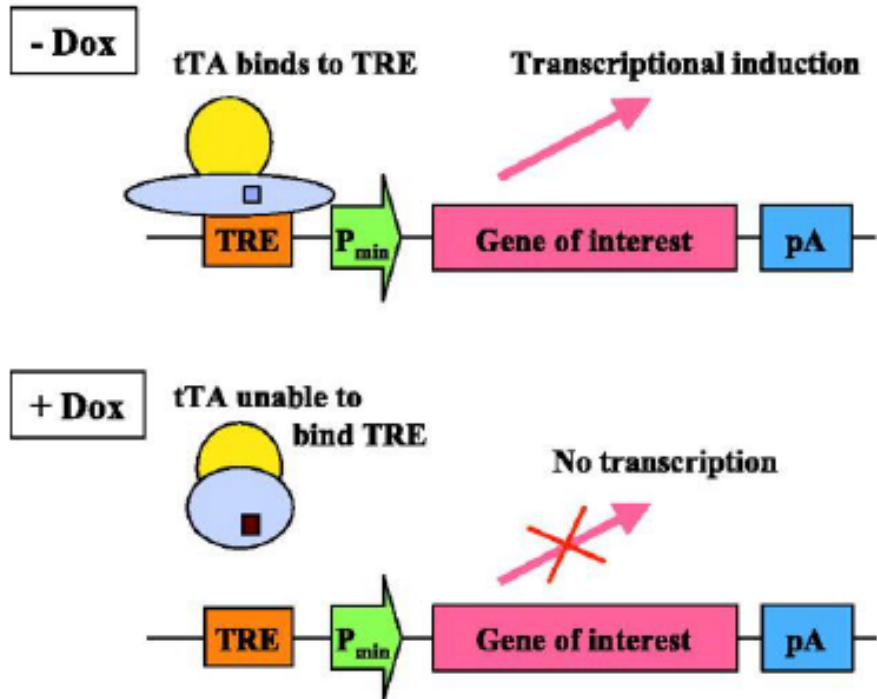 - Dox
tTA binds to TRE
Transcriptional induction
TRE
Pmin
Gene of interest
pA
+ Dox
tTA unable to
bind TRE
No transcription
TRE
Pmin
Gene of interest
pA